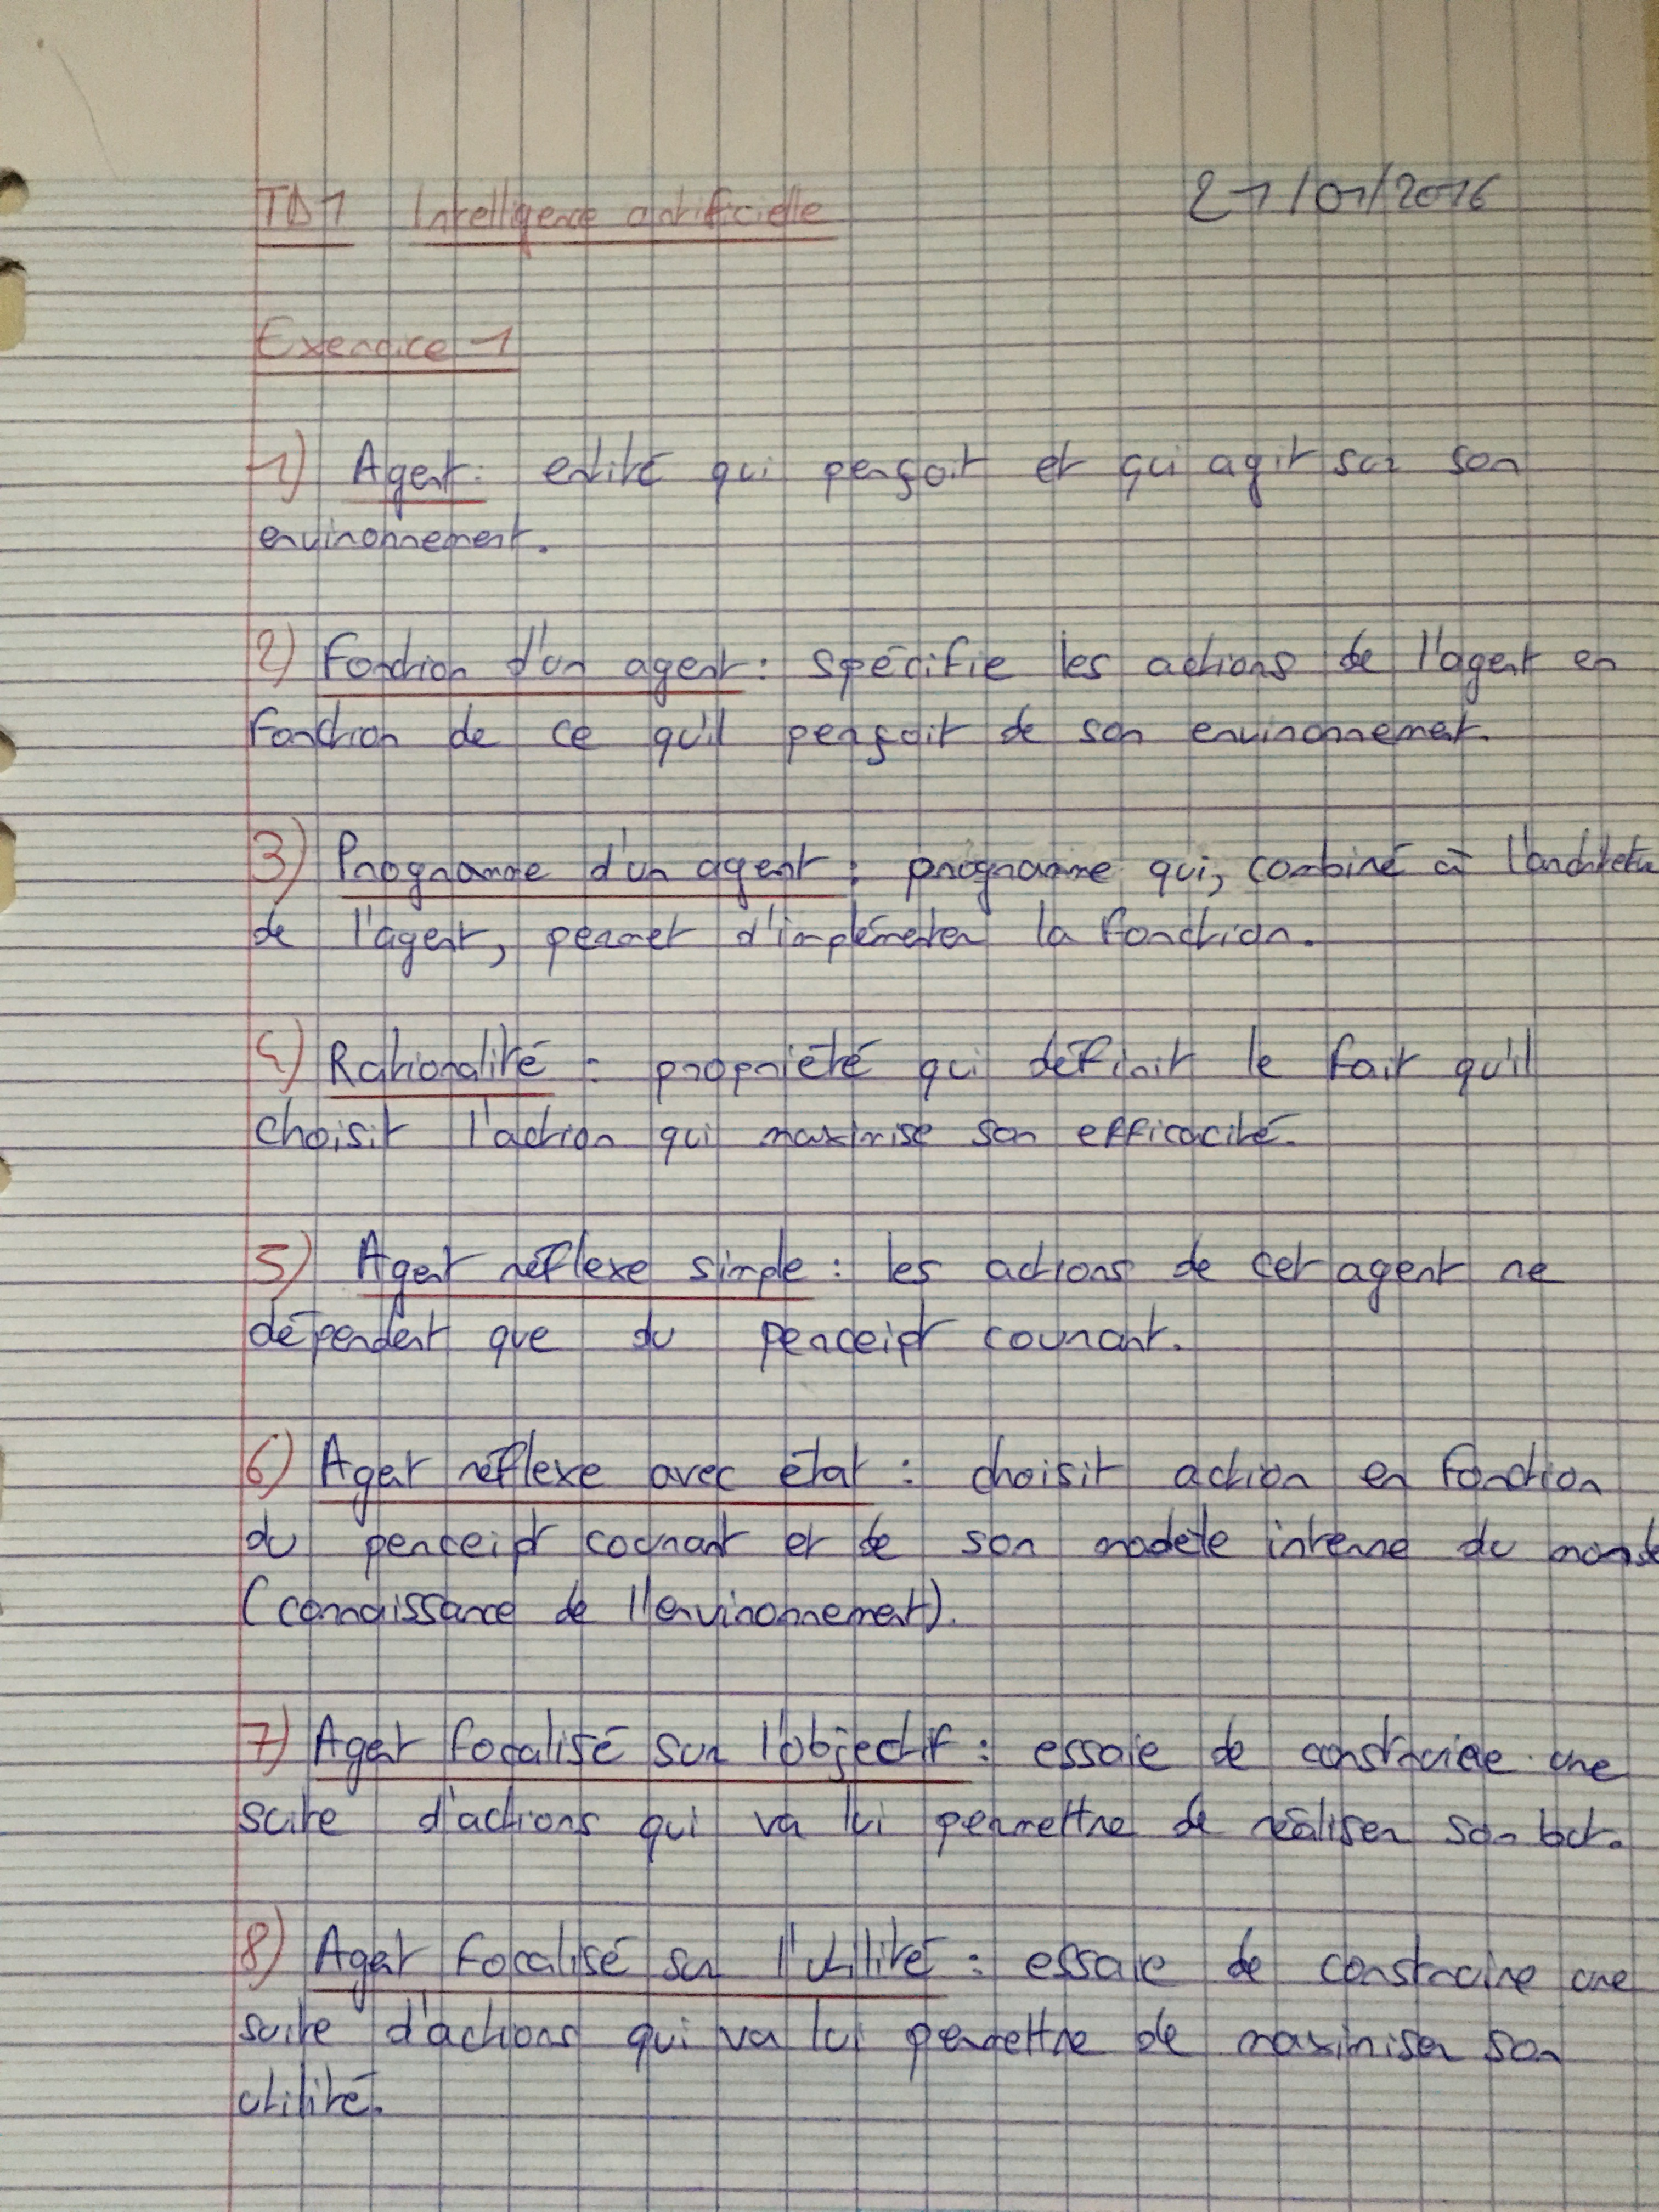 TD1 Intelligence artificielle 21/01/2016
Exercice 1
1) Agent : entité qui perçoit et qui agit sur son
environnement.
2) Fonction d'un agent : spécifie les actions de l'agent en
fonction de ce qu'il perçoit de son environnement.
3) Programme d'un agent : programme qui, combiné à l'architectu
de l'agent, permet d'implémenter la fonction.
4) Rationalité : propriété qui définit le fait qu'il
choisit l'action qui maximise son efficacité.
5) Agent réflexe simple : les actions de cet agent ne
dépendent que du perceipt courant.
6) Agent réflexe avec état : choisit action en fonction
du perceipt courant et de son modèle interne du monde
(connaissance de l'environnement).
7) Agent focalisé sur l'objectif : essaie de construire une
suite d'actions qui va lui permettre de réaliser son but.
8) Agent focalisé sur l'utilité : essaie de construire une
suite d'actions qui va lui permettre de maximiser son
utilité.